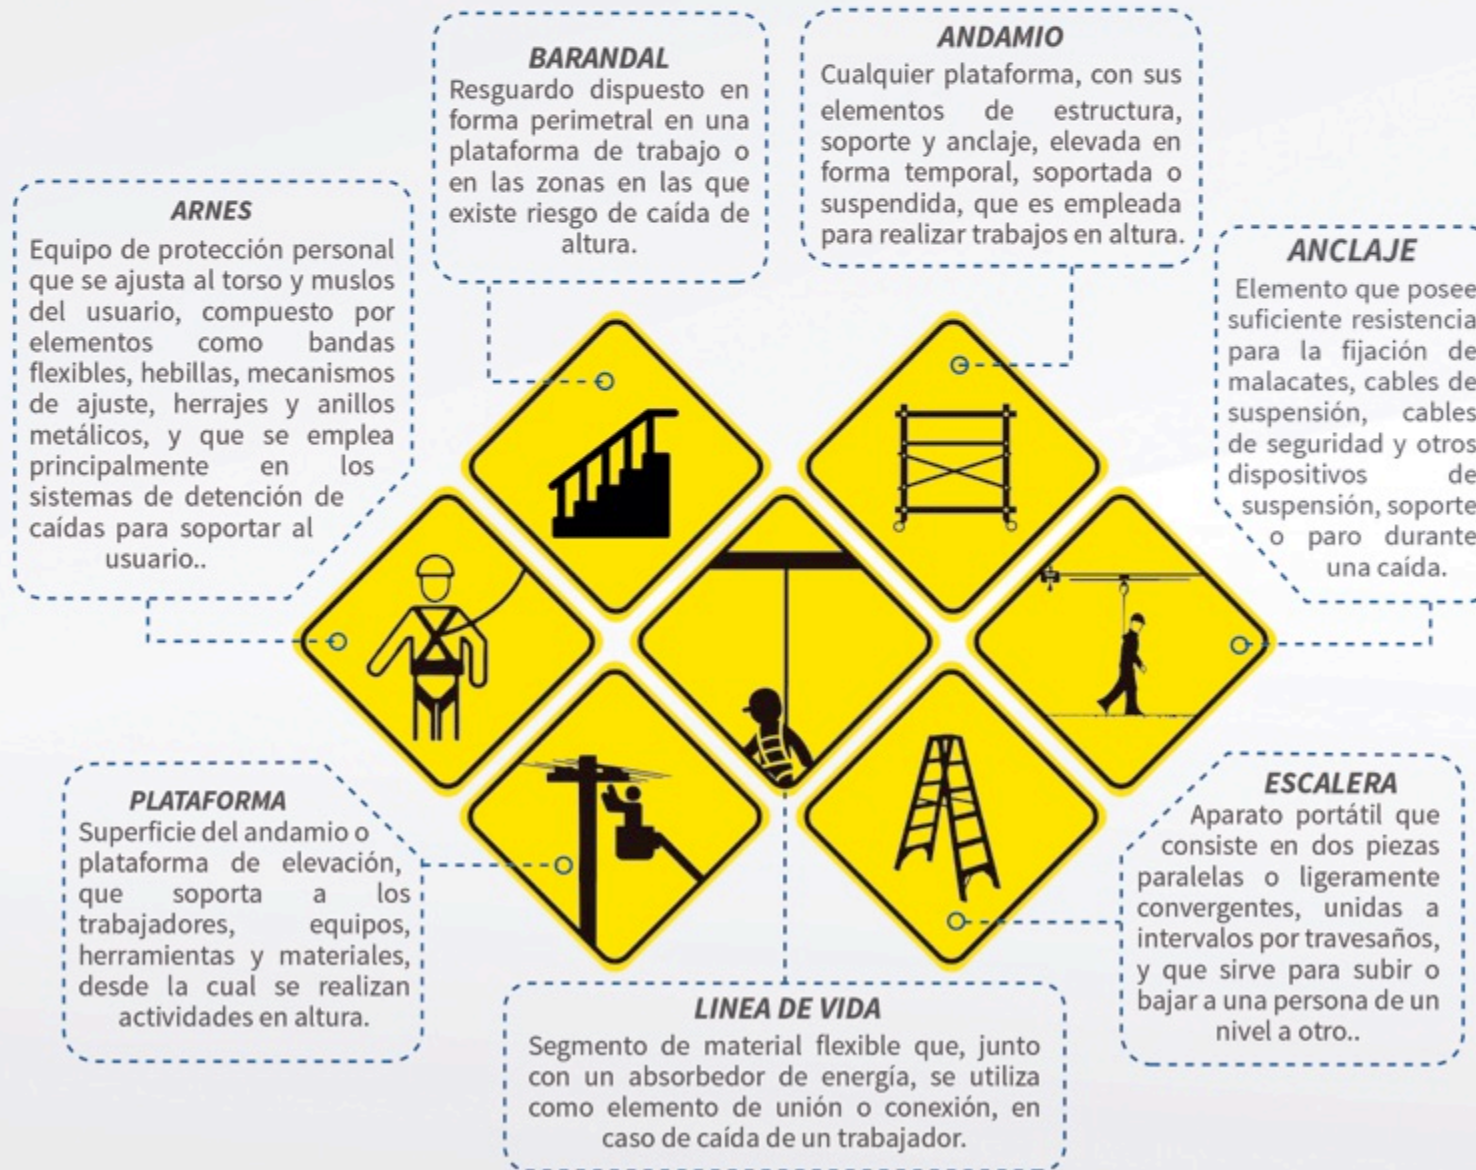 BARANDAL
Resguardo dispuesto en
forma perimetral en una
plataforma de trabajo o
en las zonas en las que
existe riesgo de caída de
altura.
ANDAMIO
Cualquier plataforma, con sus
elementos de estructura,
soporte y anclaje, elevada en
forma temporal, soportada o
suspendida, que es empleada
para realizar trabajos en altura.
ARNES
Equipo de protección personal
que se ajusta al torso y muslos
del usuario, compuesto por
elementos como bandas
flexibles, hebillas, mecanismos
de ajuste, herrajes y anillos
metálicos, y que se emplea
principalmente en los
sistemas de detención de
caídas para soportar al
usuario..
ANCLAJE
Elemento que posee
suficiente resistencia
para la fijación de
malacates, cables de
suspensión, cables
de seguridad y otros
dispositivos de
suspensión, soporte
o paro durante
una caída.
PLATAFORMA
Superficie del andamio o
plataforma de elevación,
que soporta a los
trabajadores, equipos,
herramientas y materiales,
desde la cual se realizan
actividades en altura.
ESCALERA
Aparato portátil que
consiste en dos piezas
paralelas o ligeramente
convergentes, unidas a
intervalos por travesaños,
y que sirve para subir o
bajar a una persona de un
nivel a otro..
LINEA DE VIDA
Segmento de material flexible que, junto
con un absorbedor de energía, se utiliza
como elemento de unión o conexión, en
caso de caída de un trabajador.